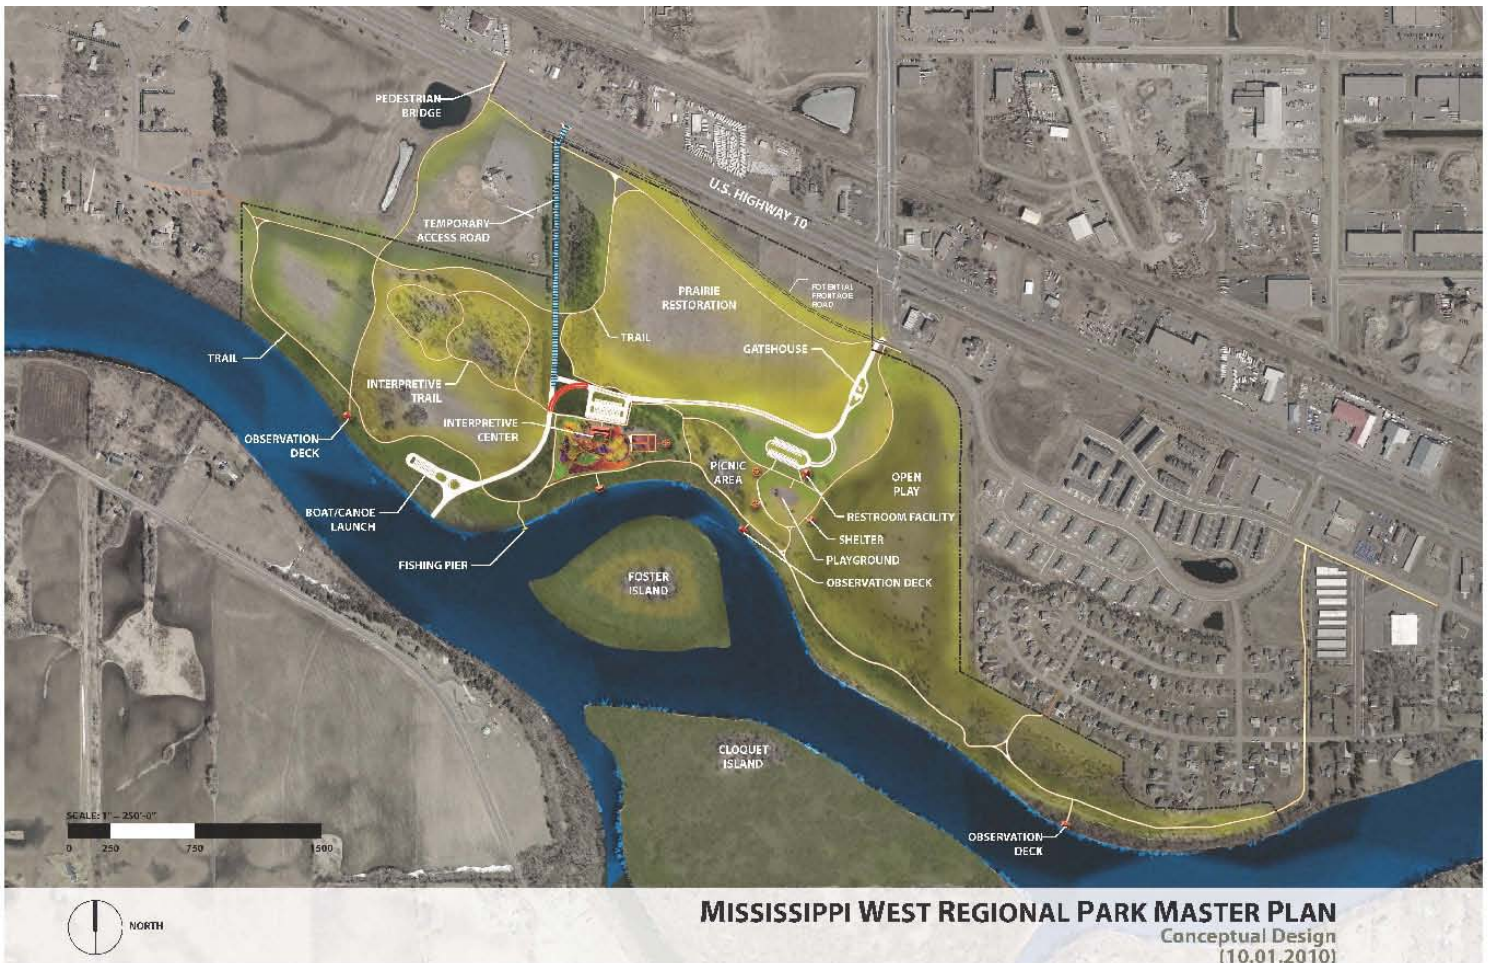 PEDESTRIAN
BRIDGE
U.S. HIGHWAY 10
TEMPORARY
ACCESS ROAD
PRAIRIE
RESTORATION
POTENTIAL
FRONTAGE
ROAD
TRAIL
GATEHOUSE
TRAIL
INTERPRETIVE
TRAIL
INTERPRETIVE
CENTER
OBSERVATION
DECK
PICNIC
AREA
OPEN
PLAY
BOAT/CANOE
LAUNCH
RESTROOM FACILITY
SHELTER
FISHING PIER
PLAYGROUND
OBSERVATION DECK
FOSTER
ISLAND
CLOQUET
ISLAND
OBSERVATION
DECK
SCALE: 1" = 250'-0"
0 250 750 1500
NORTH
MISSISSIPPI WEST REGIONAL PARK MASTER PLAN
Conceptual Design
(10.01.2010)